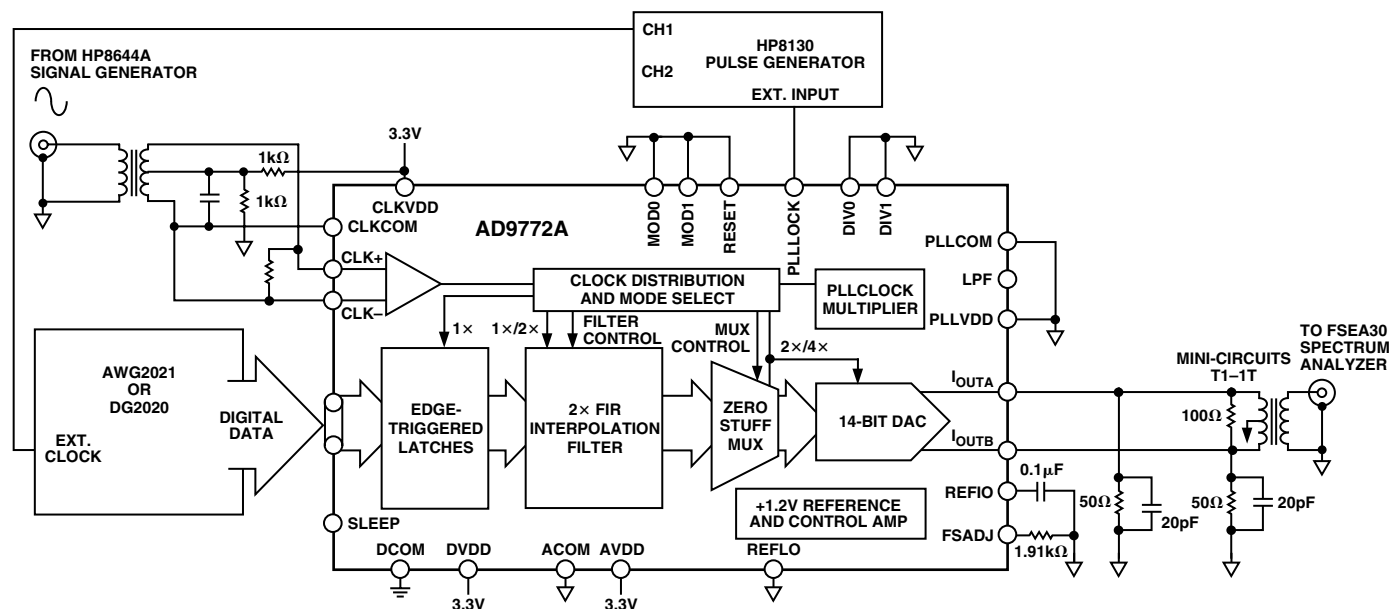 FROM HP8644A
SIGNAL GENERATOR
CH1
CH2
HP8130
PULSE GENERATOR
EXT. INPUT
3.3V
1kΩ
1kΩ
CLKVDD
CLKCOM
AD9772A
MOD0
MOD1
RESET
PLLLOCK
DIV0
DIV1
PLLCOM
LPF
PLLVDD
CLK+
CLK–
CLOCK DISTRIBUTION
AND MODE SELECT
PLLCLOCK
MULTIPLIER
1×
1×/2×
FILTER
CONTROL
MUX
CONTROL
2×/4×
AWG2021
OR
DG2020
EXT.
CLOCK
DIGITAL
DATA
EDGE-
TRIGGERED
LATCHES
2× FIR
INTERPOLATION
FILTER
ZERO
STUFF
MUX
14-BIT DAC
IOUTA
IOUTB
MINI-CIRCUITS
T1–1T
TO FSEA30
SPECTRUM
ANALYZER
100Ω
0.1µF
REFIO
50Ω
20pF
50Ω
20pF
+1.2V REFERENCE
AND CONTROL AMP
FSADJ
1.91kΩ
SLEEP
DCOM
DVDD
ACOM
AVDD
REFLO
3.3V
3.3V